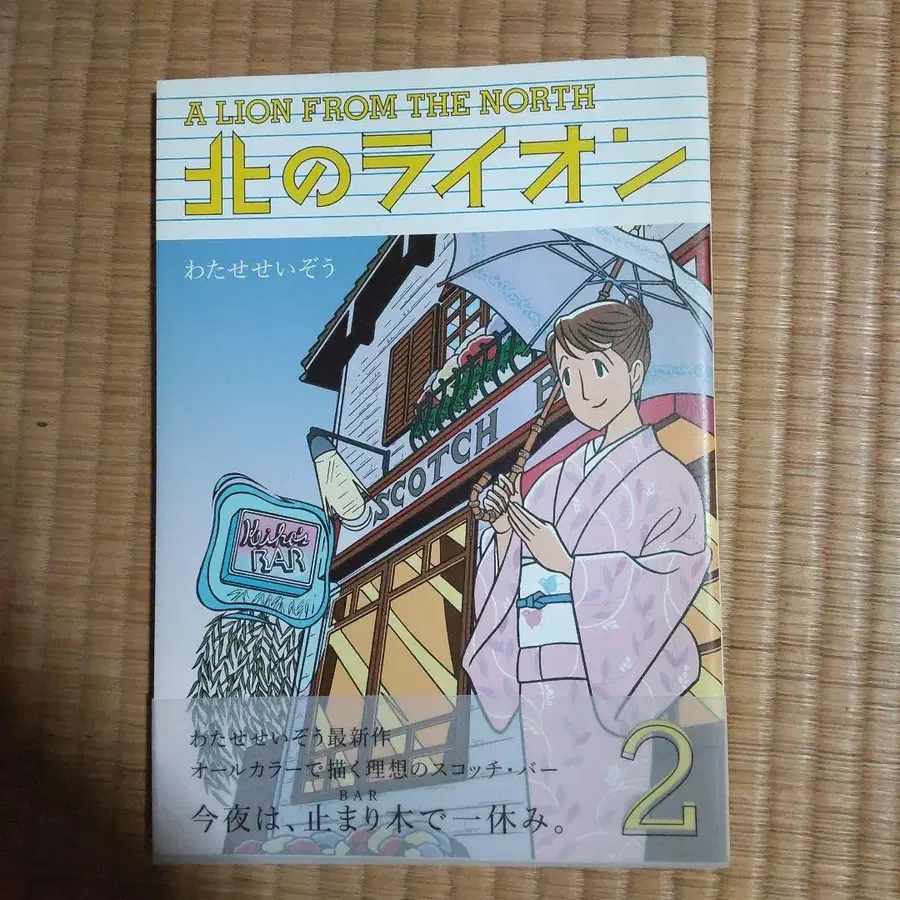 A LION FROM THE NORTH
北のライオン
わたせせいぞう
SCOTCH B
Keiko's
BAR
わたせせいぞう最新作
オールカラーで描く理想のスコッチ・バー
BAR
今夜は、止まり木で一休み。
2